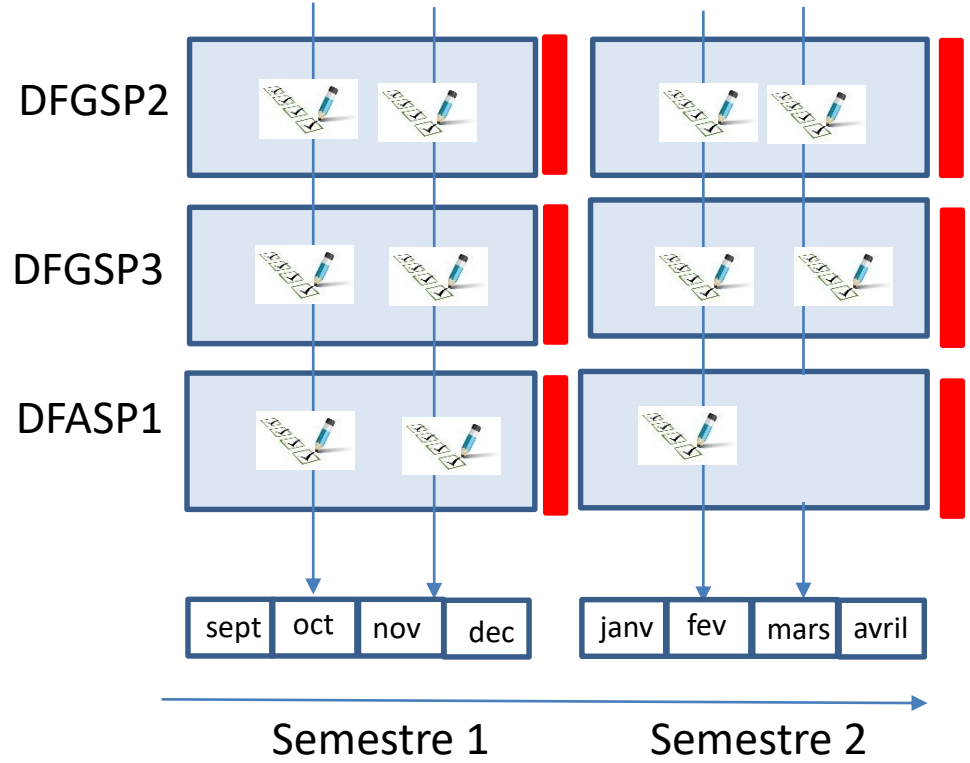 DFGSP2
DFGSP3
DFASP1
sept oct nov dec janv fev mars avril
Semestre 1 Semestre 2